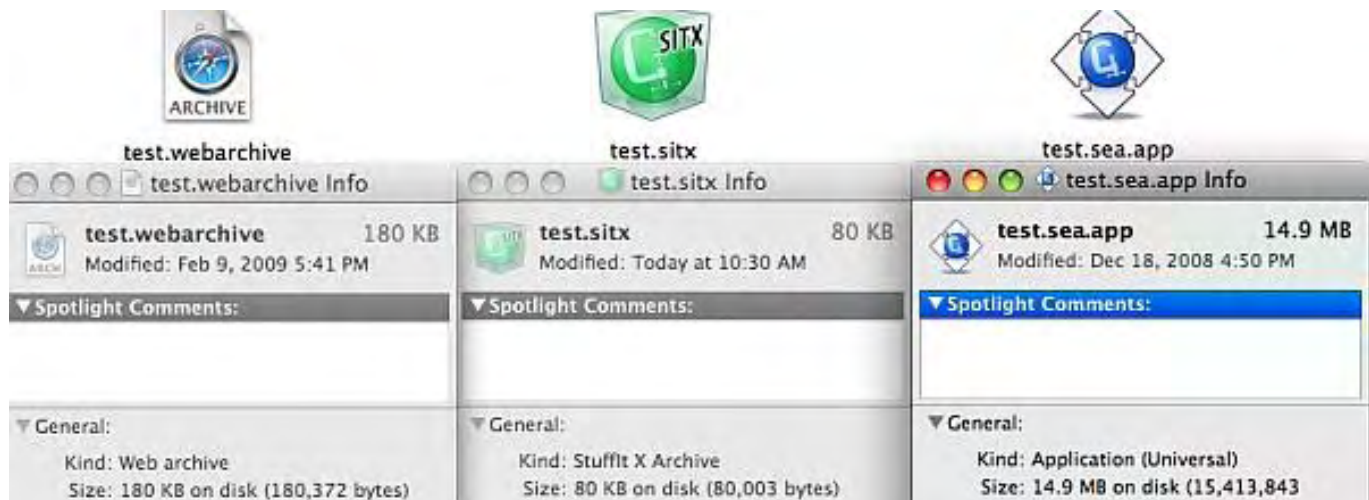 ARCHIVE
SITX
test.webarchive
test.sitx
test.sea.app
test.webarchive Info
test.webarchive 180 KB
Modified: Feb 9, 2009 5:41 PM
▼Spotlight Comments:
▼General:
Kind: Web archive
Size: 180 KB on disk (180,372 bytes)
test.sitx Info
test.sitx 80 KB
Modified: Today at 10:30 AM
▼Spotlight Comments:
▼General:
Kind: StuffIt X Archive
Size: 80 KB on disk (80,003 bytes)
test.sea.app Info
test.sea.app 14.9 MB
Modified: Dec 18, 2008 4:50 PM
▼Spotlight Comments:
▼General:
Kind: Application (Universal)
Size: 14.9 MB on disk (15,413,843